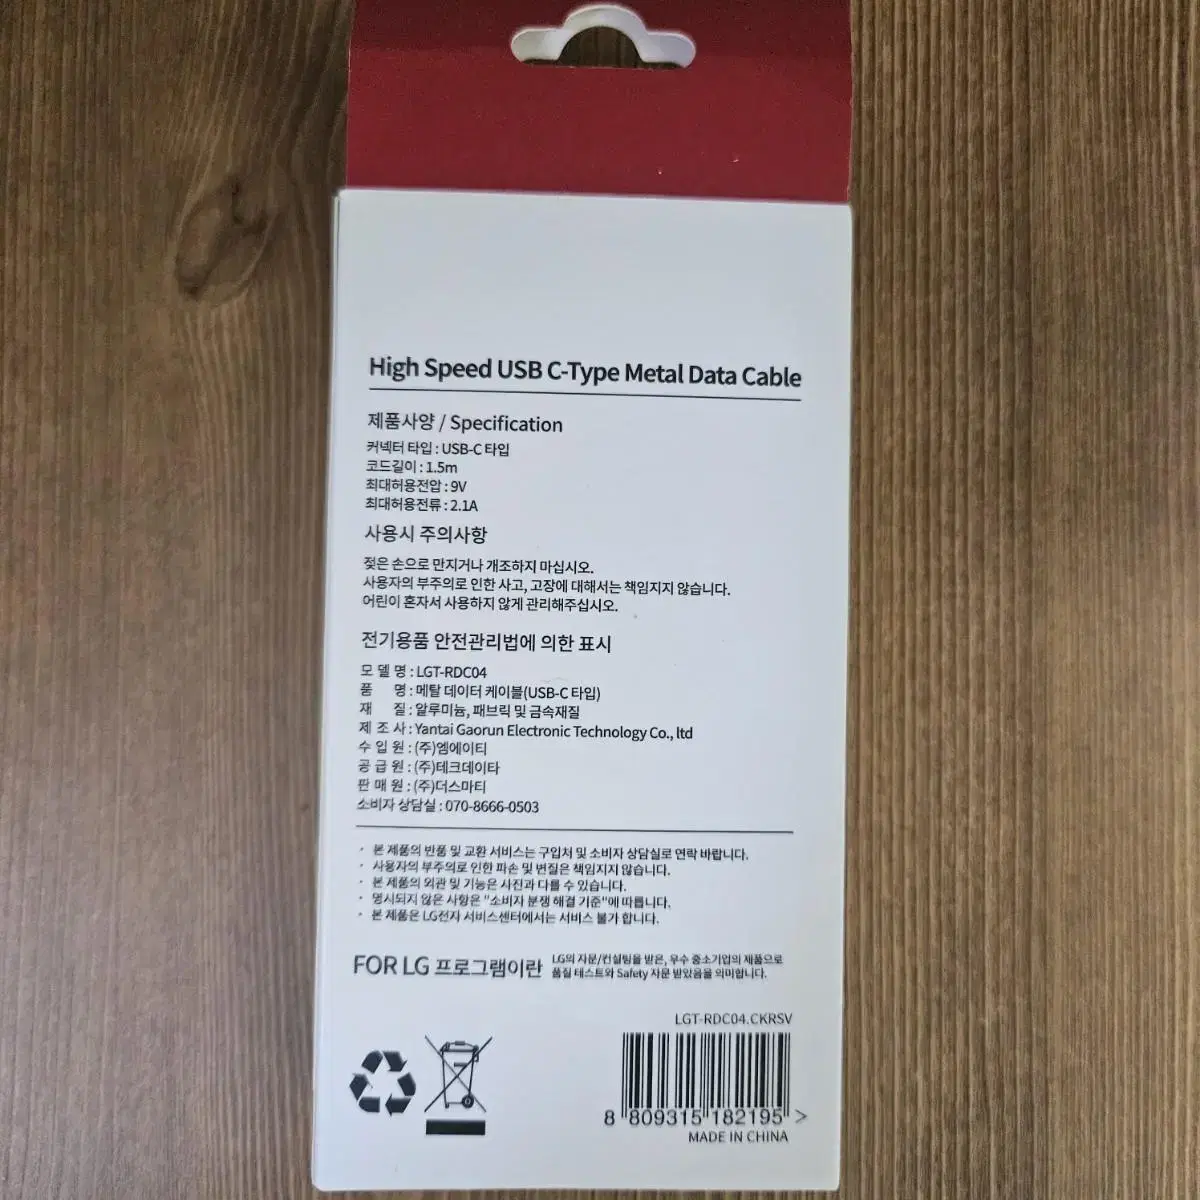 High Speed USB C-Type Metal Data Cable
제품사양 / Specification
커넥터 타입 : USB-C 타입
코드길이 : 1.5m
최대허용전압 : 9V
최대허용전류 : 2.1A
사용시 주의사항
젖은 손으로 만지거나 개조하지 마십시오.
사용자의 부주의로 인한 사고, 고장에 대해서는 책임지지 않습니다.
어린이 혼자서 사용하지 않게 관리해주십시오.
전기용품 안전관리법에 의한 표시
모 델 명 : LGT-RDC04
품 명 : 메탈 데이터 케이블(USB-C 타입)
재 질 : 알루미늄, 패브릭 및 금속재질
제 조 사 : Yantai Gaorun Electronic Technology Co., ltd
수 입 원 : (주)엠에이티
공 급 원 : (주)테크데이타
판 매 원 : (주)더스마티
소비자 상담실 : 070-8666-0503
· 본 제품의 반품 및 교환 서비스는 구입처 및 소비자 상담실로 연락 바랍니다.
· 사용자의 부주의로 인한 파손 및 변질은 책임지지 않습니다.
· 본 제품의 외관 및 기능은 사진과 다를 수 있습니다.
· 명시되지 않은 사항은 "소비자 분쟁 해결 기준"에 따릅니다.
· 본 제품은 LG전자 서비스센터에서는 서비스 불가 합니다.
FOR LG 프로그램이란
LG의 자문/컨설팅을 받은, 우수 중소기업의 제품으로
품질 테스트와 Safety 자문 받았음을 의미합니다.
LGT-RDC04.CKRSV
8 809315 182195 >
MADE IN CHINA